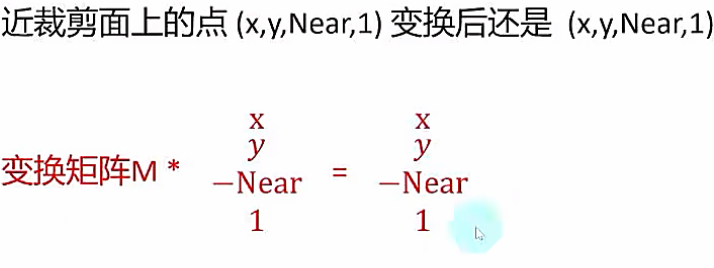 近裁剪面上的点 (x,y,Near,1) 变换后还是 (x,y,Near,1)
x x
y y
变换矩阵M * −Near = −Near
1 1